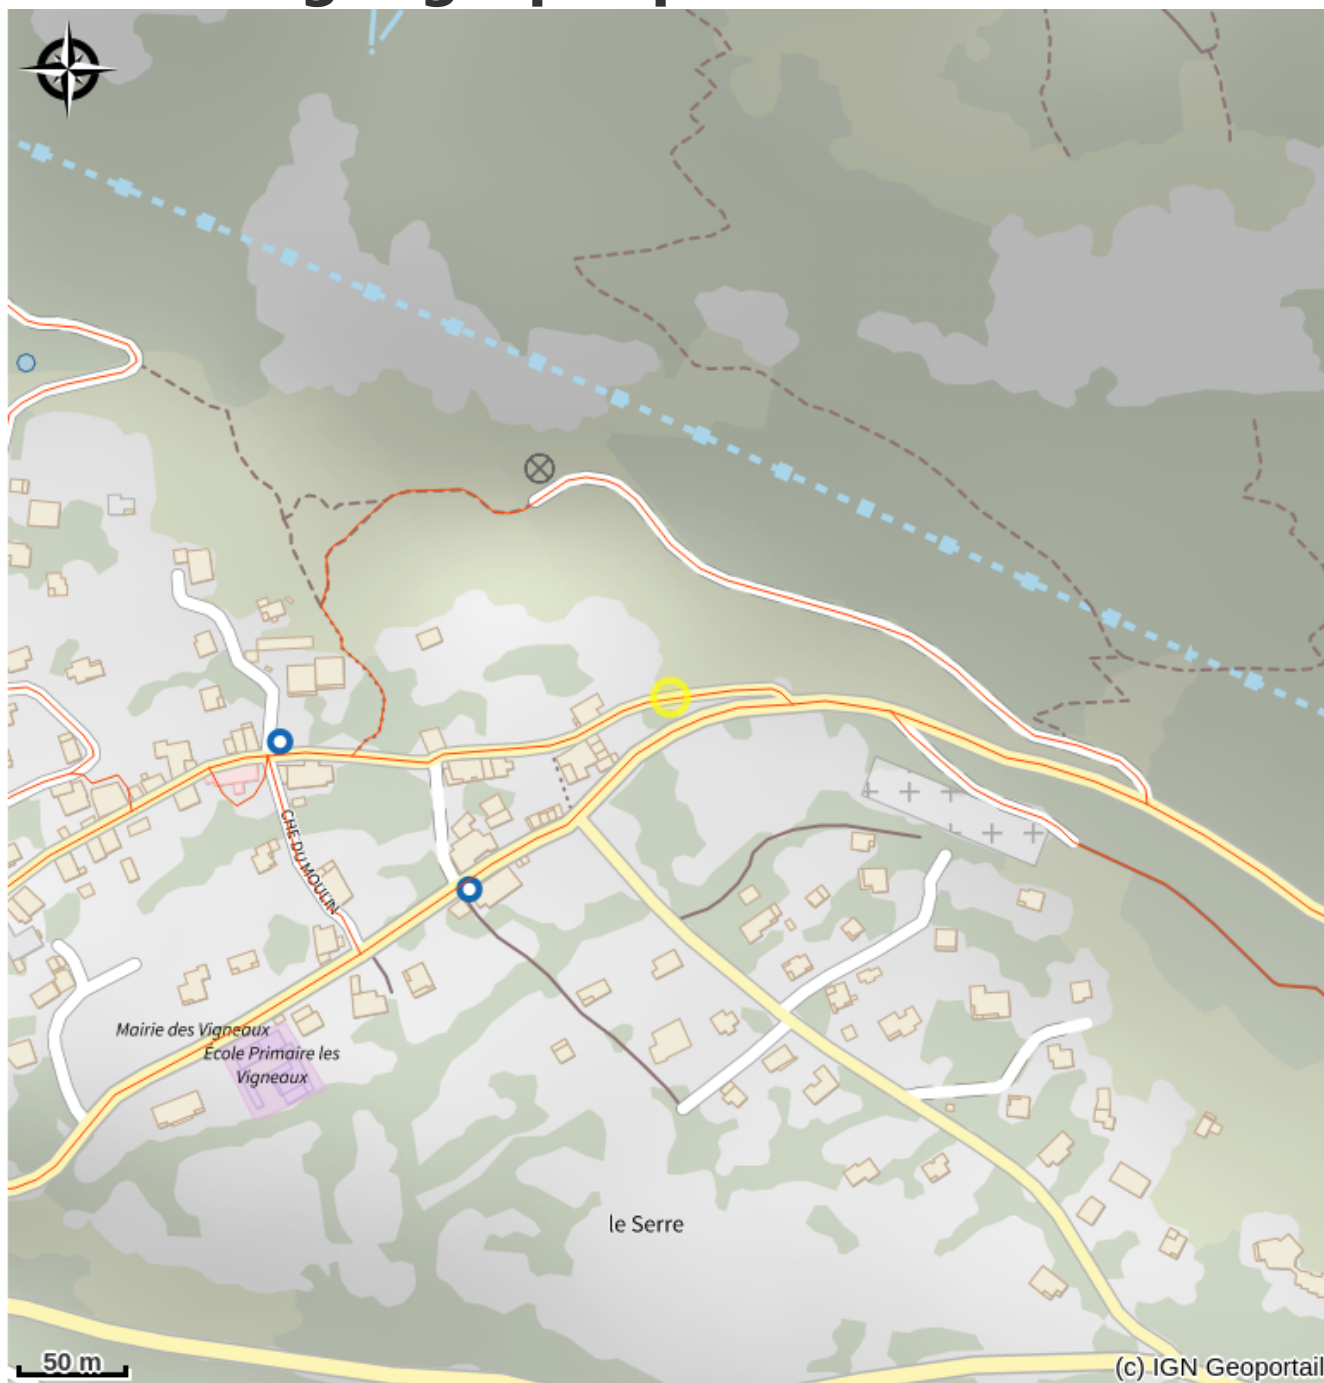 CHE DU MOULIN
Mairie des Vigneaux
École Primaire les
Vigneaux
le Serre
50 m
(c) IGN Geoportail